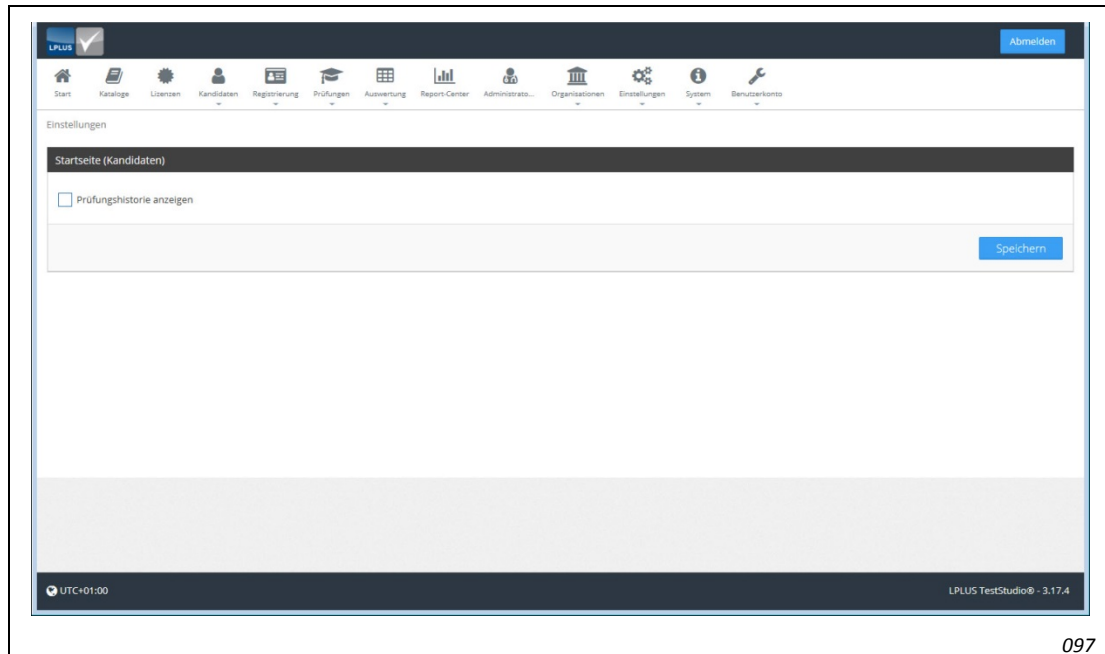 LPLUS
Abmelden
Start Kataloge Lizenzen Kandidaten Registrierung Prüfungen Auswertung Report-Center Administrato... Organisationen Einstellungen System Benutzerkonto
Einstellungen
Startseite (Kandidaten)
Prüfungshistorie anzeigen
Speichern
UTC+01:00 LPLUS TestStudio® - 3.17.4
097